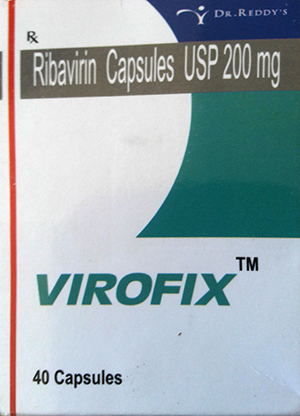 DR. REDDY'S
Rx
Ribavirin Capsules USP 200 mg
VIROFIX™
40 Capsules